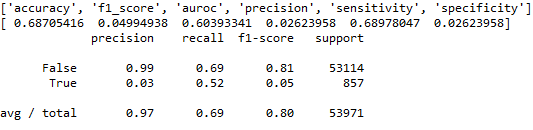 ['accuracy', 'f1_score', 'auroc', 'precision', 'sensitivity', 'specificity']
[ 0.68705416 0.04994938 0.60393341 0.02623958 0.68978047 0.02623958]
precision recall f1-score support
False 0.99 0.69 0.81 53114
True 0.03 0.52 0.05 857
avg / total 0.97 0.69 0.80 53971